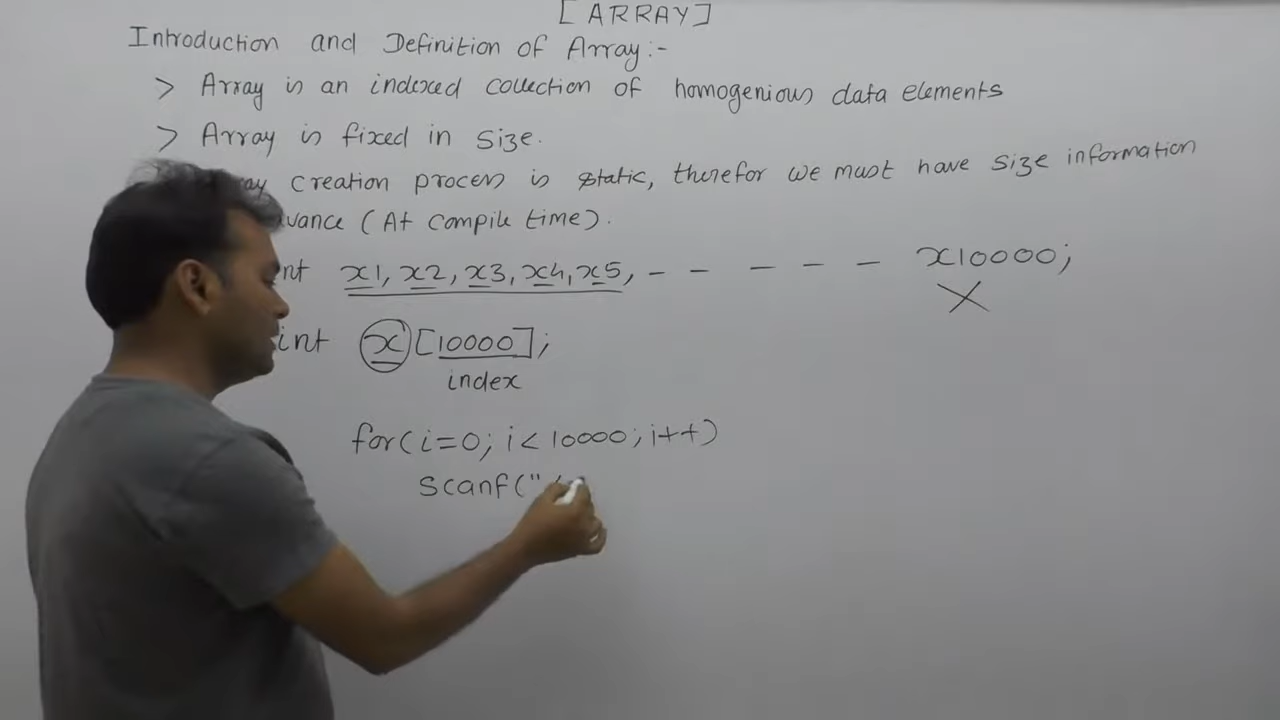 [ARRAY]
Introduction and Definition of Array:-
> Array is an indexed collection of homogenious data elements
> Array is fixed in size.
creation process is static, therefor we must have size information
(At compile time).
x1, x2, x3, x4, x5, - - - - - x10000;
int x[10000];
index
for(i=0; i<10000; i++)
scanf("